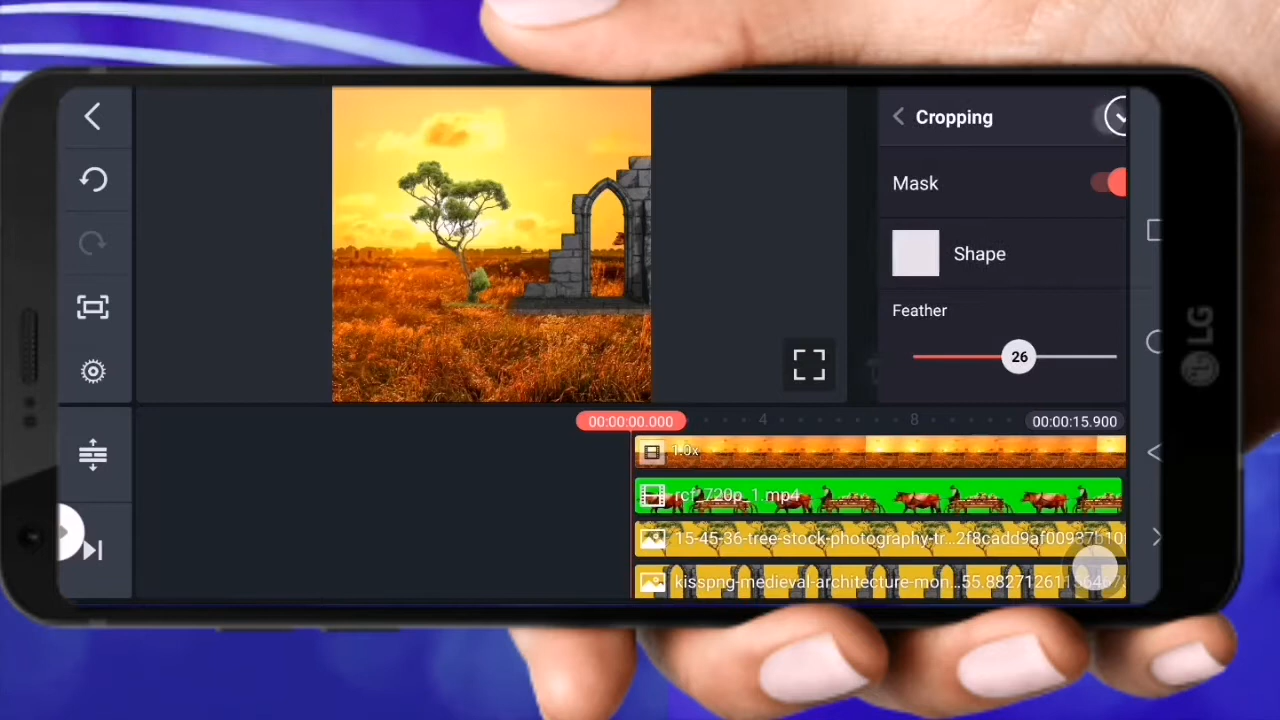 Cropping
Mask
Shape
Feather
26
00:00:00.000
4
8
00:00:15.900
1.0x
rcf_720p_1.mp4
15-45-36-tree-stock-photography-tr...2f8cadd9af00937b10
kisspng-medieval-architecture-mon...55.882712611564
LG